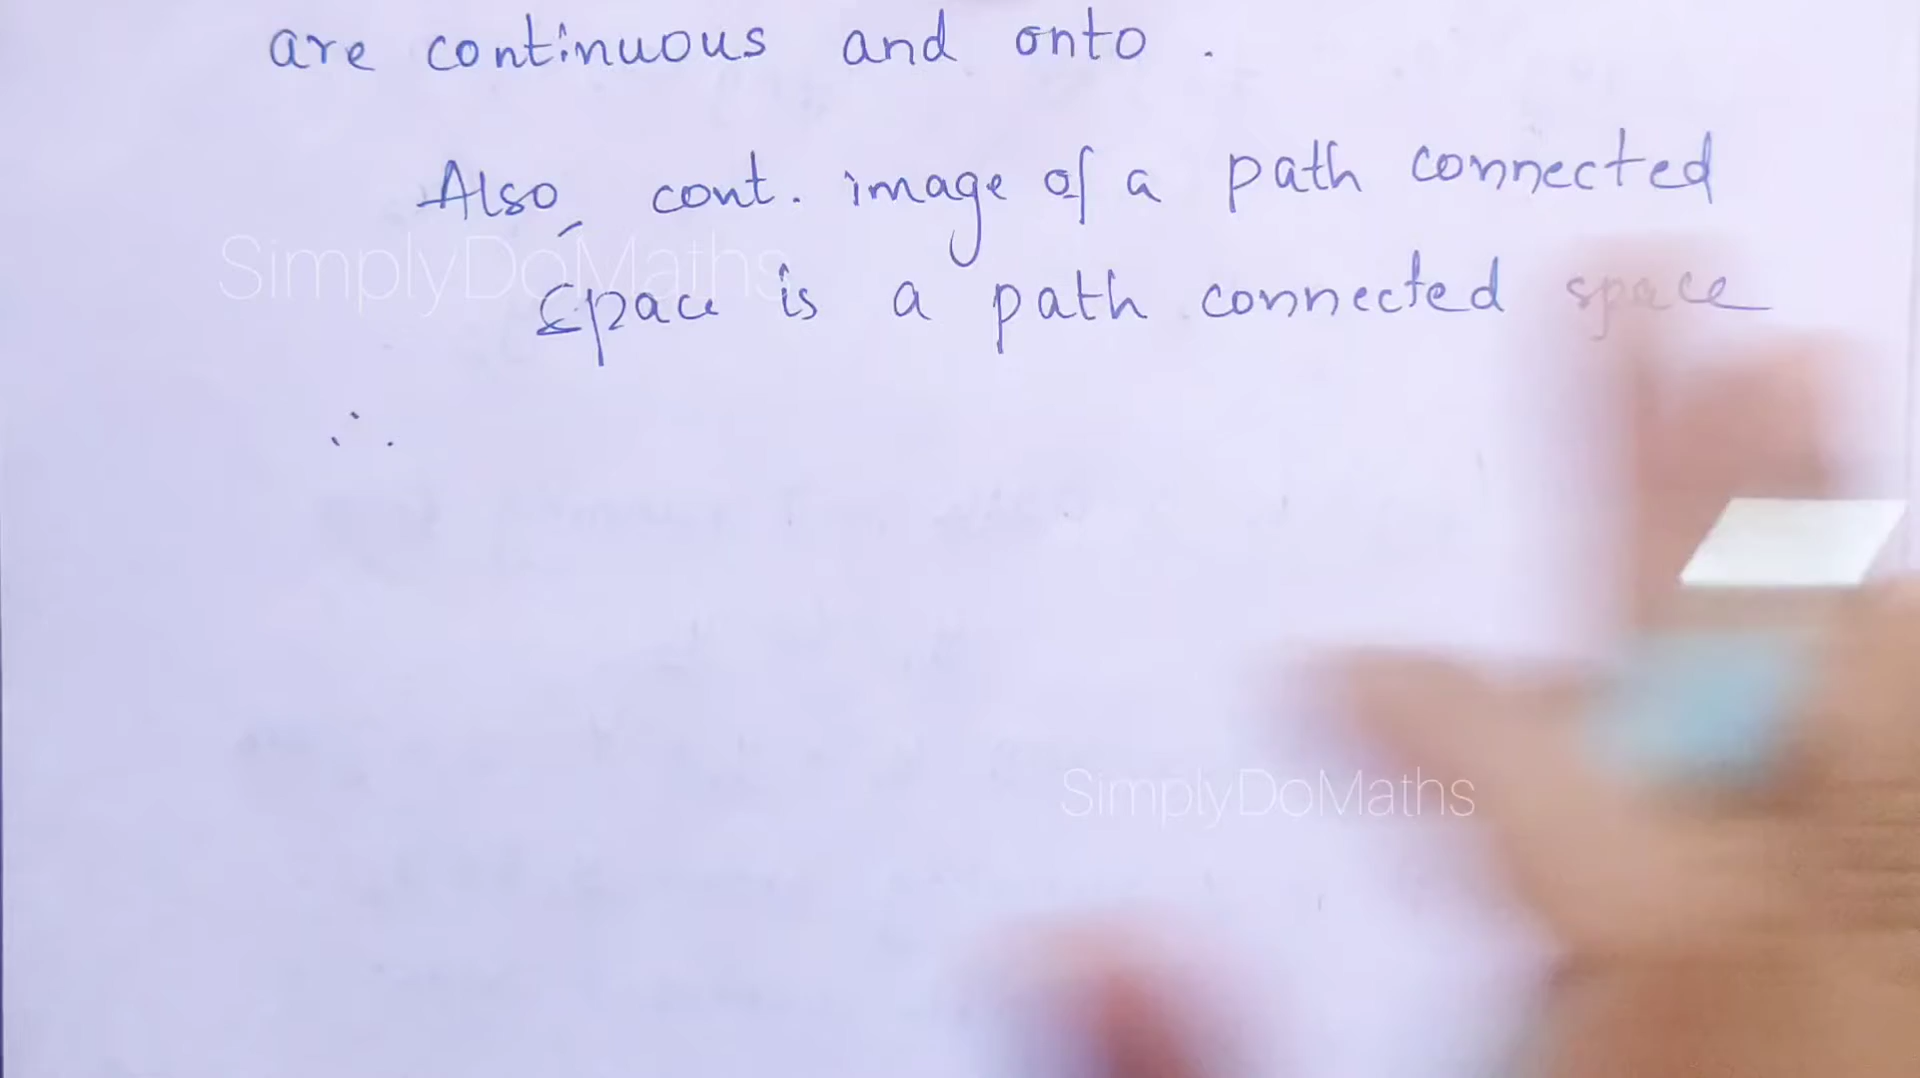 are continuous and onto .
Also, cont. image of a path connected
SimplyDoMaths
space is a path connected space
∴
SimplyDoMaths